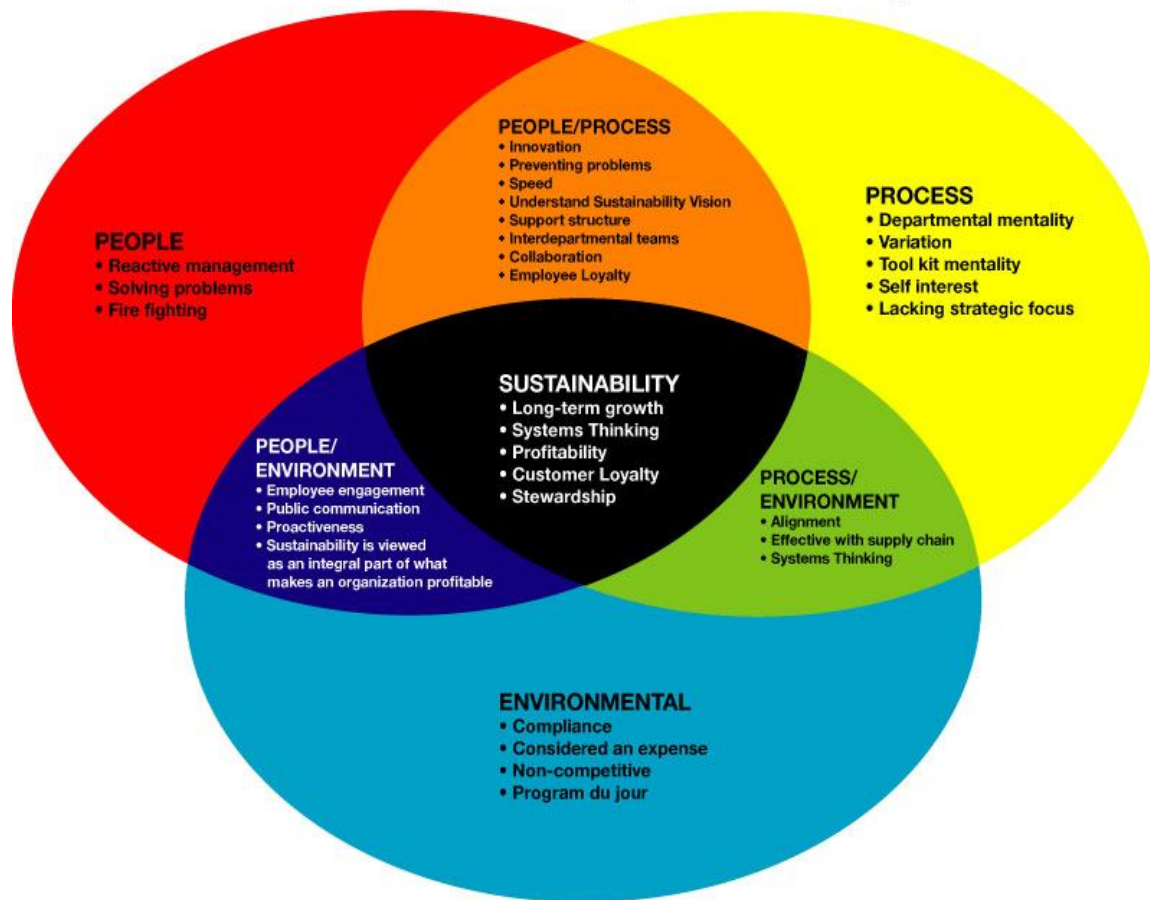 PEOPLE/PROCESS
• Innovation
• Preventing problems
• Speed
• Understand Sustainability Vision
• Support structure
• Interdepartmental teams
• Collaboration
• Employee Loyalty
PROCESS
• Departmental mentality
• Variation
• Tool kit mentality
• Self interest
• Lacking strategic focus
PEOPLE
• Reactive management
• Solving problems
• Fire fighting
SUSTAINABILITY
• Long-term growth
• Systems Thinking
• Profitability
• Customer Loyalty
• Stewardship
PEOPLE/
ENVIRONMENT
• Employee engagement
• Public communication
• Proactiveness
• Sustainability is viewed
as an integral part of what
makes an organization profitable
PROCESS/
ENVIRONMENT
• Alignment
• Effective with supply chain
• Systems Thinking
ENVIRONMENTAL
• Compliance
• Considered an expense
• Non-competitive
• Program du jour